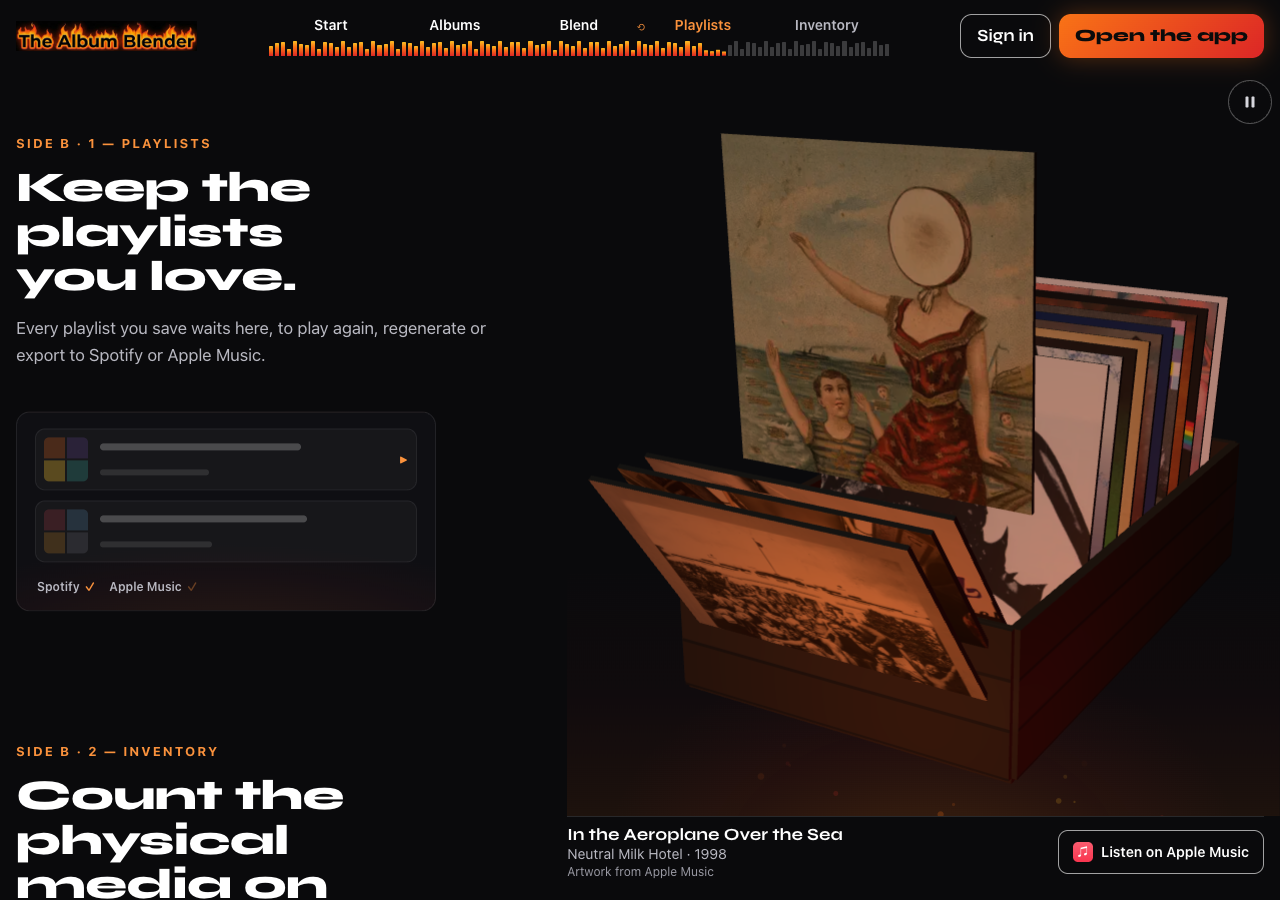 The Album Blender
Start
Albums
Blend
Playlists
Inventory
Sign in
Open the app
SIDE B · 1 — PLAYLISTS
Keep the
playlists
you love.
Every playlist you save waits here, to play again, regenerate or
export to Spotify or Apple Music.
Spotify ✓ Apple Music ✓
SIDE B · 2 — INVENTORY
Count the
physical
media on
In the Aeroplane Over the Sea
Neutral Milk Hotel · 1998
Artwork from Apple Music
Listen on Apple Music